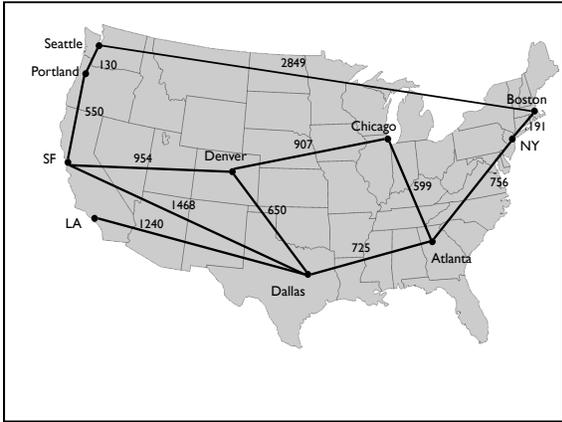 Seattle
130
Portland
2849
Boston
191
550
Chicago
NY
907
SF
954
Denver
599
756
1468
650
LA
1240
725
Atlanta
Dallas